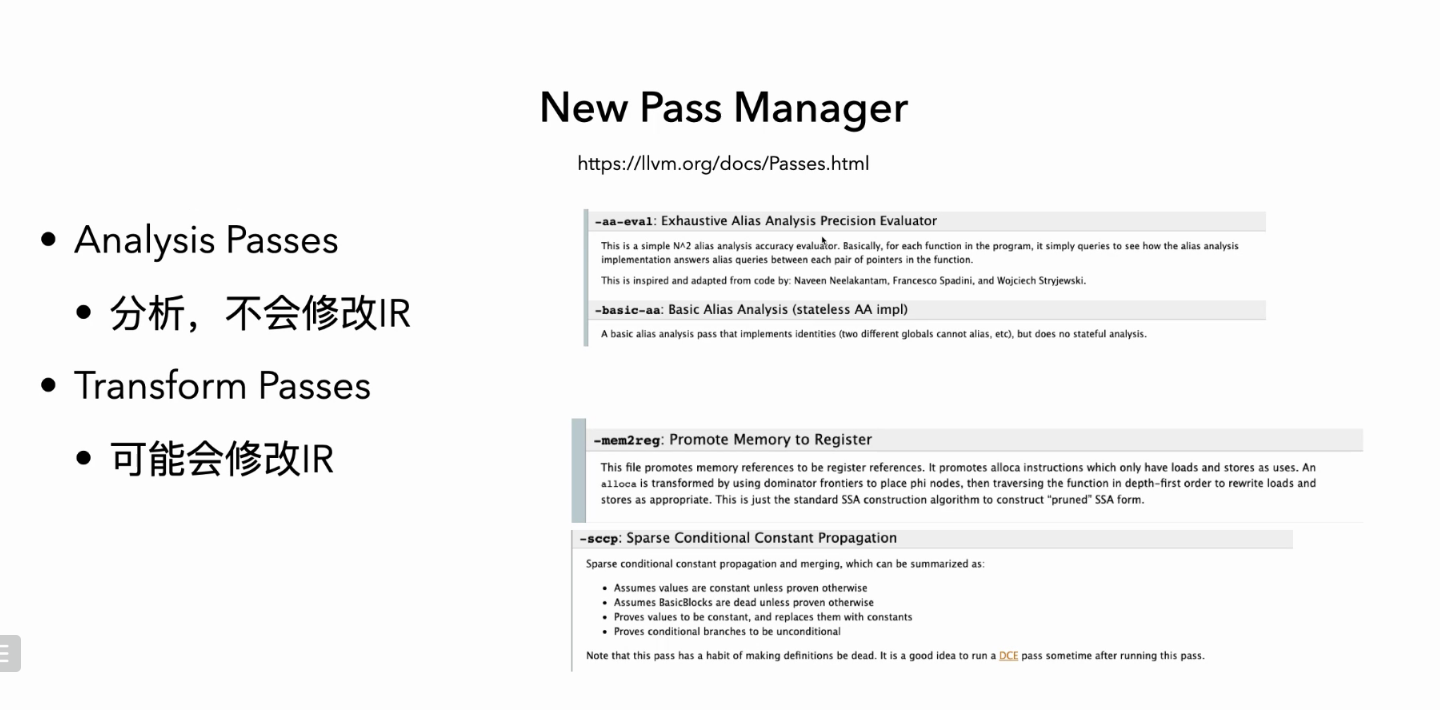 New Pass Manager
https://llvm.org/docs/Passes.html
• Analysis Passes
• 分析，不会修改IR
• Transform Passes
• 可能会修改IR
-aa-eval: Exhaustive Alias Analysis Precision Evaluator
This is a simple N^2 alias analysis accuracy evaluator. Basically, for each function in the program, it simply queries to see how the alias analysis
implementation answers alias queries between each pair of pointers in the function.
This is inspired and adapted from code by: Naveen Neelakantam, Francesco Spadini, and Wojciech Stryjewski.
-basic-aa: Basic Alias Analysis (stateless AA impl)
A basic alias analysis pass that implements identities (two different globals cannot alias, etc), but does no stateful analysis.
-mem2reg: Promote Memory to Register
This file promotes memory references to be register references. It promotes alloca instructions which only have loads and stores as uses. An
alloca is transformed by using dominator frontiers to place phi nodes, then traversing the function in depth-first order to rewrite loads and
stores as appropriate. This is just the standard SSA construction algorithm to construct “pruned” SSA form.
-sccp: Sparse Conditional Constant Propagation
Sparse conditional constant propagation and merging, which can be summarized as:
• Assumes values are constant unless proven otherwise
• Assumes BasicBlocks are dead unless proven otherwise
• Proves values to be constant, and replaces them with constants
• Proves conditional branches to be unconditional
Note that this pass has a habit of making definitions be dead. It is a good idea to run a DCE pass sometime after running this pass.